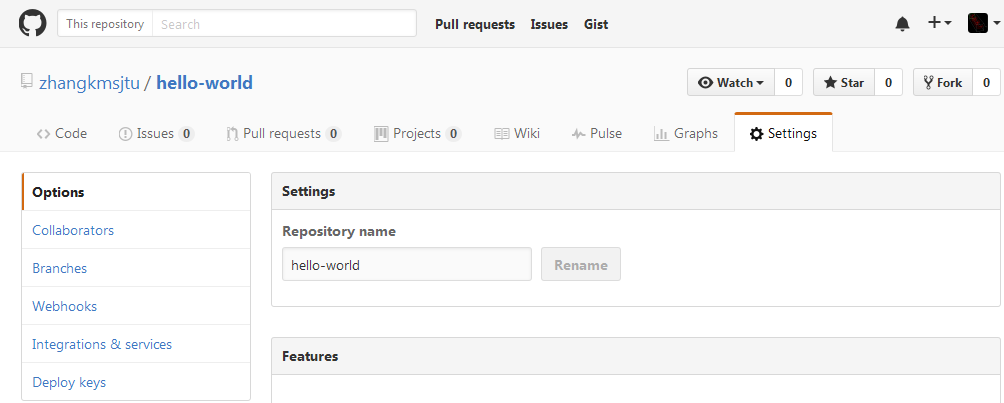 This repository Search Pull requests Issues Gist
zhangkmsjtu / hello-world Watch 0 Star 0 Fork 0
Code Issues 0 Pull requests 0 Projects 0 Wiki Pulse Graphs Settings
Options
Collaborators
Branches
Webhooks
Integrations & services
Deploy keys
Settings
Repository name
hello-world Rename
Features